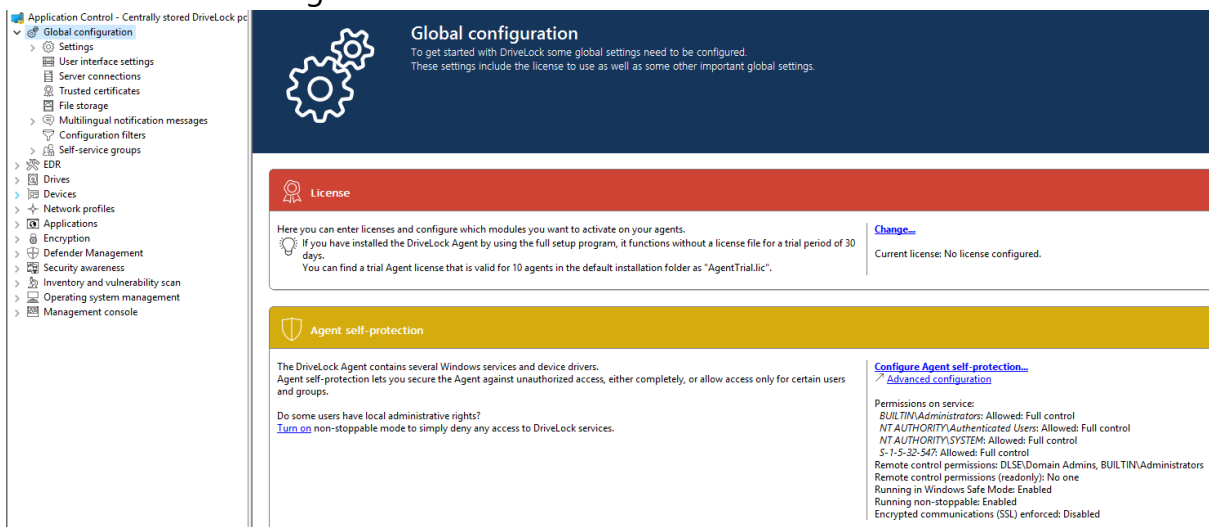 Application Control - Centrally stored DriveLock po
Global configuration
Settings
User interface settings
Server connections
Trusted certificates
File storage
Multilingual notification messages
Configuration filters
Self-service groups
EDR
Drives
Devices
Network profiles
Applications
Encryption
Defender Management
Security awareness
Inventory and vulnerability scan
Operating system management
Management console
Global configuration
To get started with DriveLock some global settings need to be configured.
These settings include the license to use as well as some other important global settings.
License
Here you can enter licenses and configure which modules you want to activate on your agents.
If you have installed the DriveLock Agent by using the full setup program, it functions without a license file for a trial period of 30
days.
You can find a trial Agent license that is valid for 10 agents in the default installation folder as "AgentTrial.lic".
Change...
Current license: No license configured.
Agent self-protection
The DriveLock Agent contains several Windows services and device drivers.
Agent self-protection lets you secure the Agent against unauthorized access, either completely, or allow access only for certain users
and groups.
Do some users have local administrative rights?
Turn on non-stoppable mode to simply deny any access to DriveLock services.
Configure Agent self-protection...
Advanced configuration
Permissions on service:
BUILTIN\Administrators: Allowed: Full control
NT AUTHORITY\Authenticated Users: Allowed: Full control
NT AUTHORITY\SYSTEM: Allowed: Full control
S-1-5-32-547: Allowed: Full control
Remote control permissions: DLSE\Domain Admins, BUILTIN\Administrators
Remote control permissions (readonly): No one
Running in Windows Safe Mode: Enabled
Running non-stoppable: Enabled
Encrypted communications (SSL) enforced: Disabled